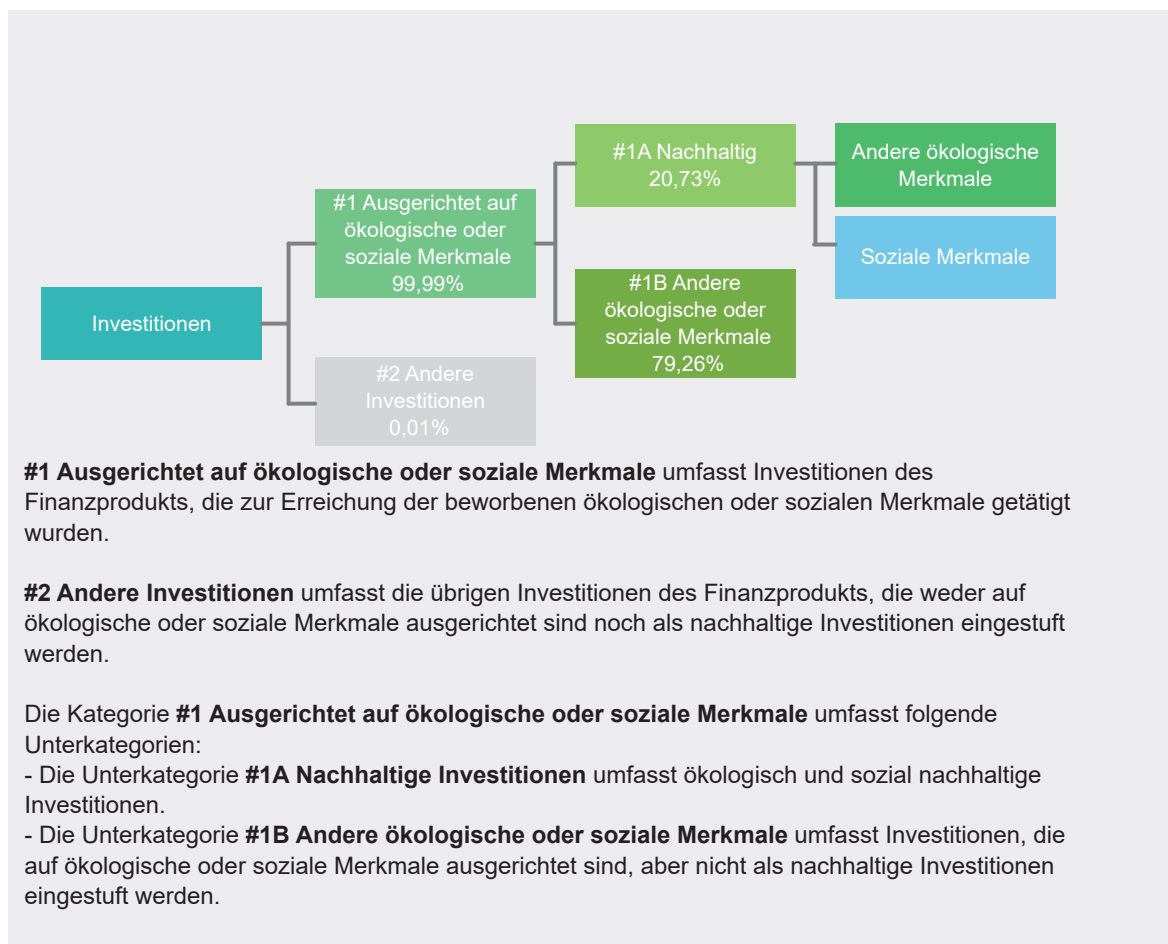 Investitionen
#1 Ausgerichtet auf
ökologische oder
soziale Merkmale
99,99%
#2 Andere
Investitionen
0,01%
#1A Nachhaltig
20,73%
#1B Andere
ökologische oder
soziale Merkmale
79,26%
Andere ökologische
Merkmale
Soziale Merkmale
#1 Ausgerichtet auf ökologische oder soziale Merkmale umfasst Investitionen des
Finanzprodukts, die zur Erreichung der beworbenen ökologischen oder sozialen Merkmale getätigt
wurden.
#2 Andere Investitionen umfasst die übrigen Investitionen des Finanzprodukts, die weder auf
ökologische oder soziale Merkmale ausgerichtet sind noch als nachhaltige Investitionen eingestuft
werden.
Die Kategorie #1 Ausgerichtet auf ökologische oder soziale Merkmale umfasst folgende
Unterkategorien:
- Die Unterkategorie #1A Nachhaltige Investitionen umfasst ökologisch und sozial nachhaltige
Investitionen.
- Die Unterkategorie #1B Andere ökologische oder soziale Merkmale umfasst Investitionen, die
auf ökologische oder soziale Merkmale ausgerichtet sind, aber nicht als nachhaltige Investitionen
eingestuft werden.